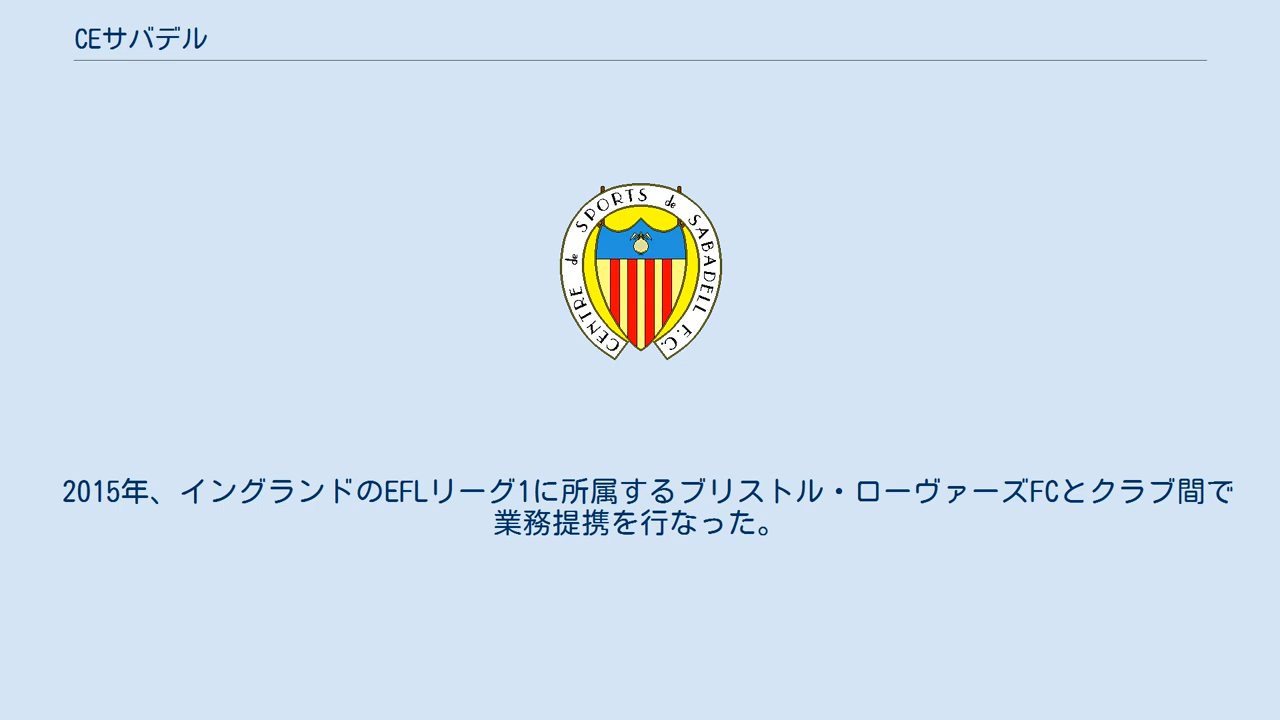 CEサバデル
CENTRE de SPORTS de SABADELL F.C.
2015年、イングランドのEFLリーグ1に所属するブリストル・ローヴァーズFCとクラブ間で
業務提携を行なった。